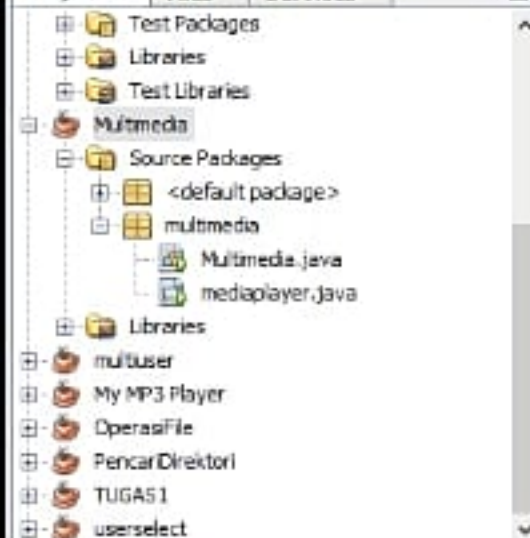 Test Packages
Libraries
Test Libraries
Multimedia
Source Packages
<default package>
multimedia
Multimedia.java
mediaplayer.java
Libraries
multiuser
My MP3 Player
OperasiFile
PencariDirektori
TUGAS1
userselect